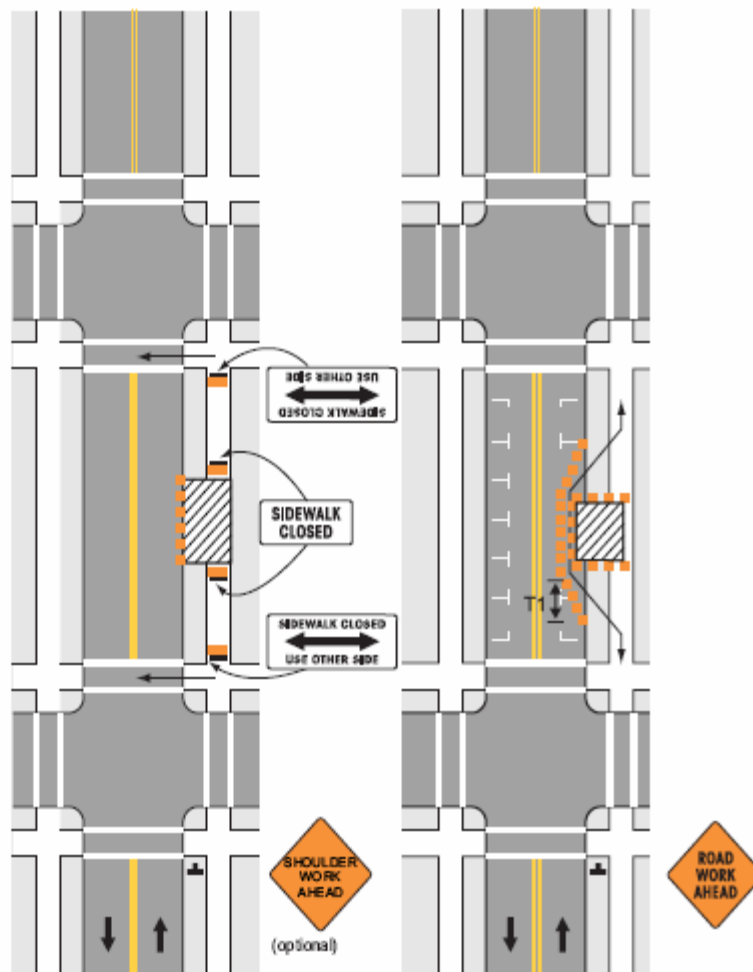 USE OTHER SIDE
SIDEWALK CLOSED
SIDEWALK
CLOSED
SIDEWALK CLOSED
USE OTHER SIDE
T1
SHOULDER
WORK
AHEAD
(optional)
ROAD
WORK
AHEAD